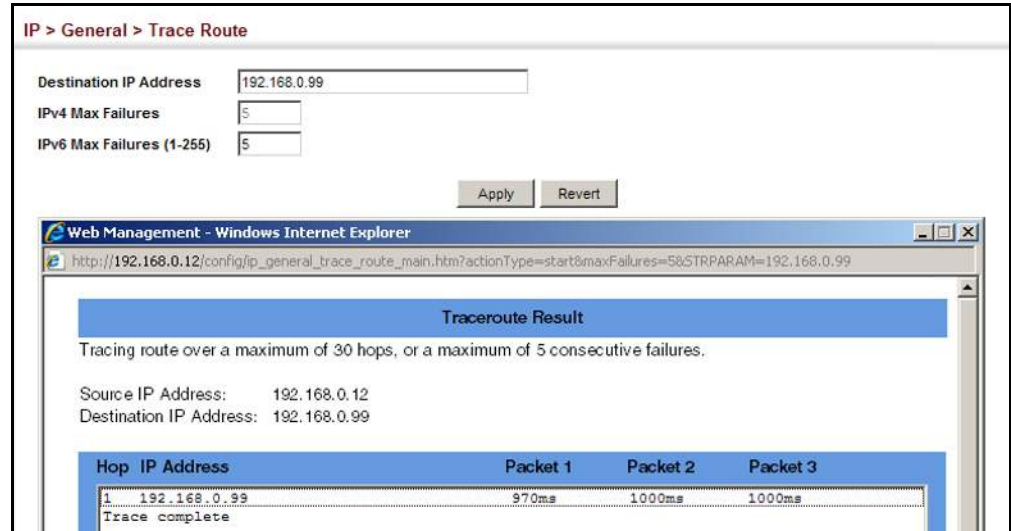 IP > General > Trace Route
Destination IP Address 192.168.0.99
IPv4 Max Failures 5
IPv6 Max Failures (1-255) 5
Apply Revert
Web Management - Windows Internet Explorer
http://192.168.0.12/config/ip_general_trace_route_main.htm?actionType=start&maxFailures=5&STRPARAM=192.168.0.99
Traceroute Result
Tracing route over a maximum of 30 hops, or a maximum of 5 consecutive failures.
Source IP Address: 192.168.0.12
Destination IP Address: 192.168.0.99
Hop IP Address Packet 1 Packet 2 Packet 3
1 192.168.0.99 970ms 1000ms 1000ms
Trace complete